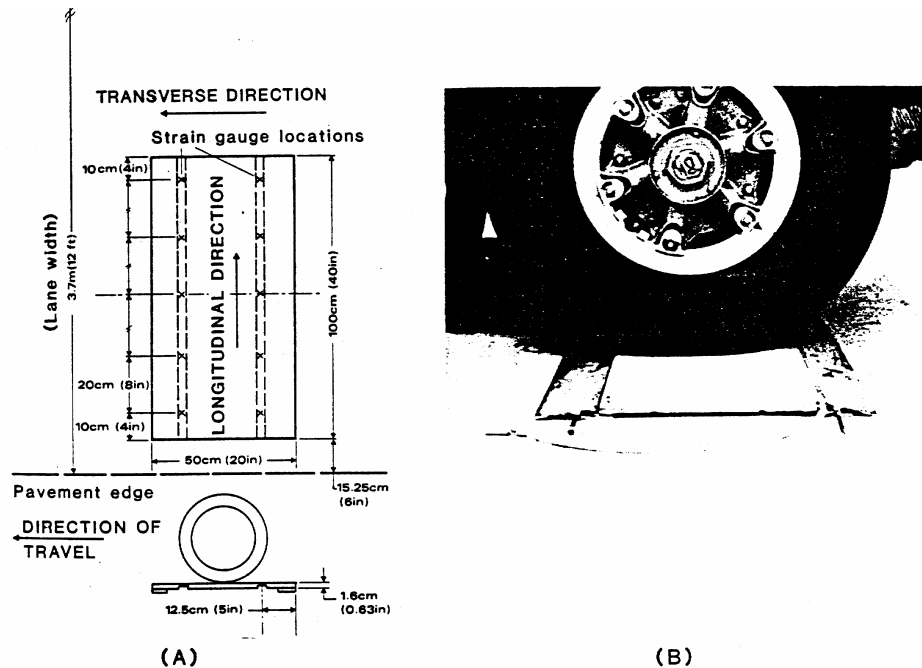 TRANSVERSE DIRECTION
Strain gauge locations
10cm(4in)
(Lane width)
3.7m(12 ft)
LONGITUDINAL DIRECTION
100cm (40in)
20cm (8in)
10cm (4in)
50cm (20in)
Pavement edge
15.25cm
(6in)
DIRECTION OF
TRAVEL
12.5cm (5in)
1.6cm
(0.63in)
(A)
(B)